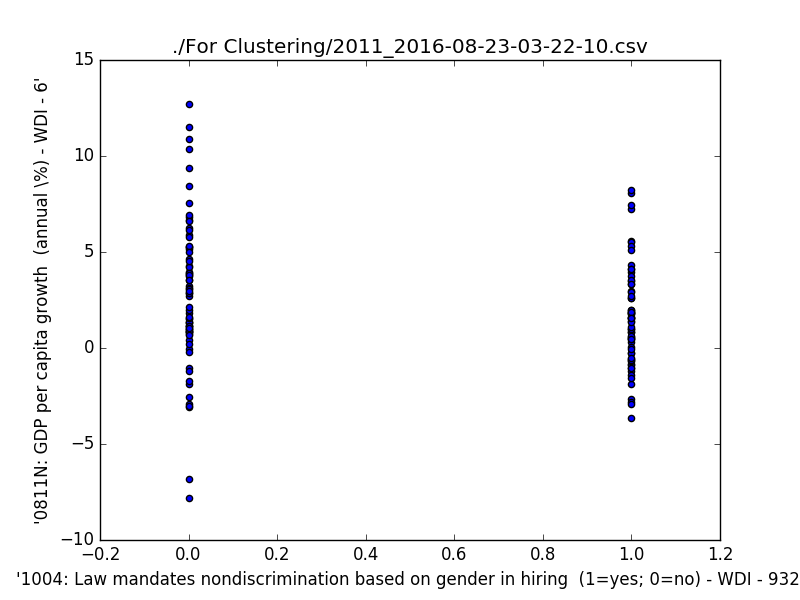 ./For Clustering/2011_2016-08-23-03-22-10.csv
'0811N: GDP per capita growth  (annual \%) - WDI - 6'
15
10
5
0
−5
−10
−0.2 0.0 0.2 0.4 0.6 0.8 1.0 1.2
'1004: Law mandates nondiscrimination based on gender in hiring  (1=yes; 0=no) - WDI - 932